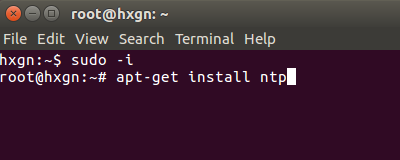 root@hxgn: ~
File Edit View Search Terminal Help
hxgn:~$ sudo -i
root@hxgn:~# apt-get install ntp